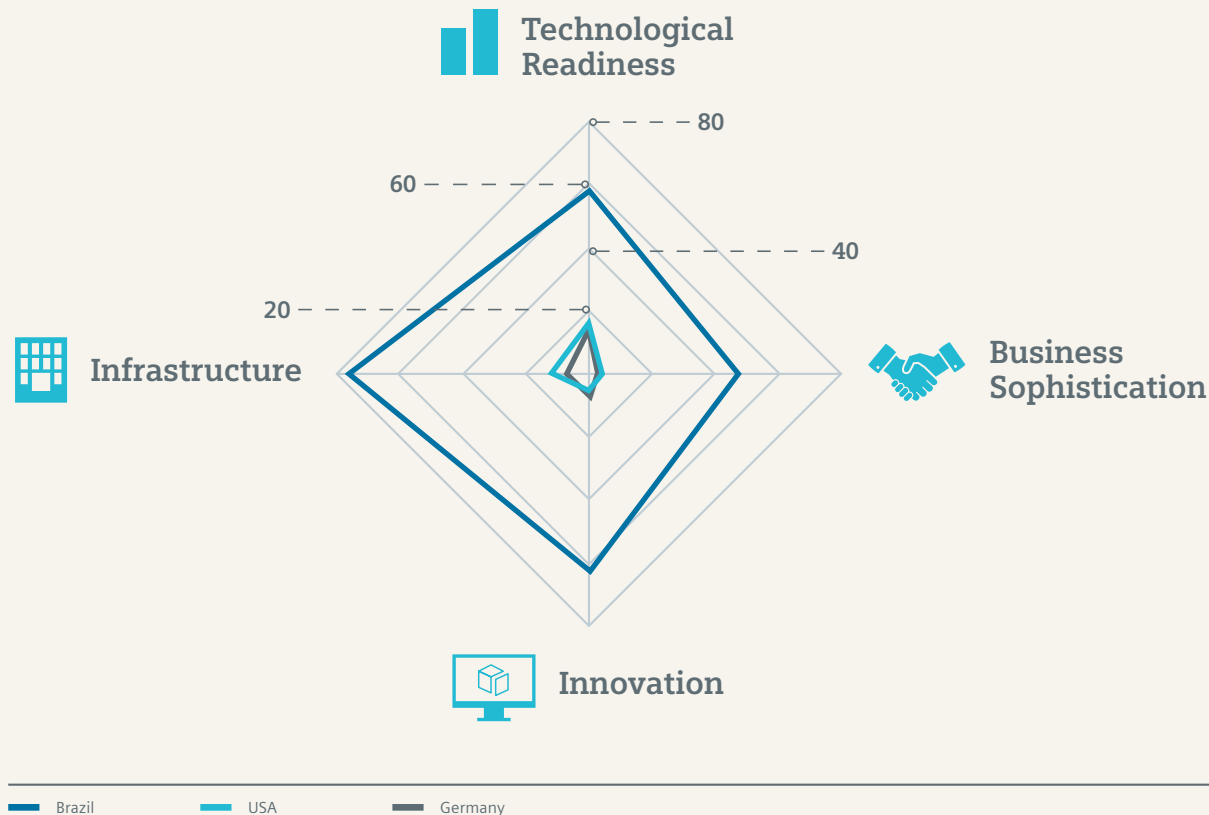 Technological
Readiness
80
60
40
20
Infrastructure
Business
Sophistication
Innovation
Brazil
USA
Germany